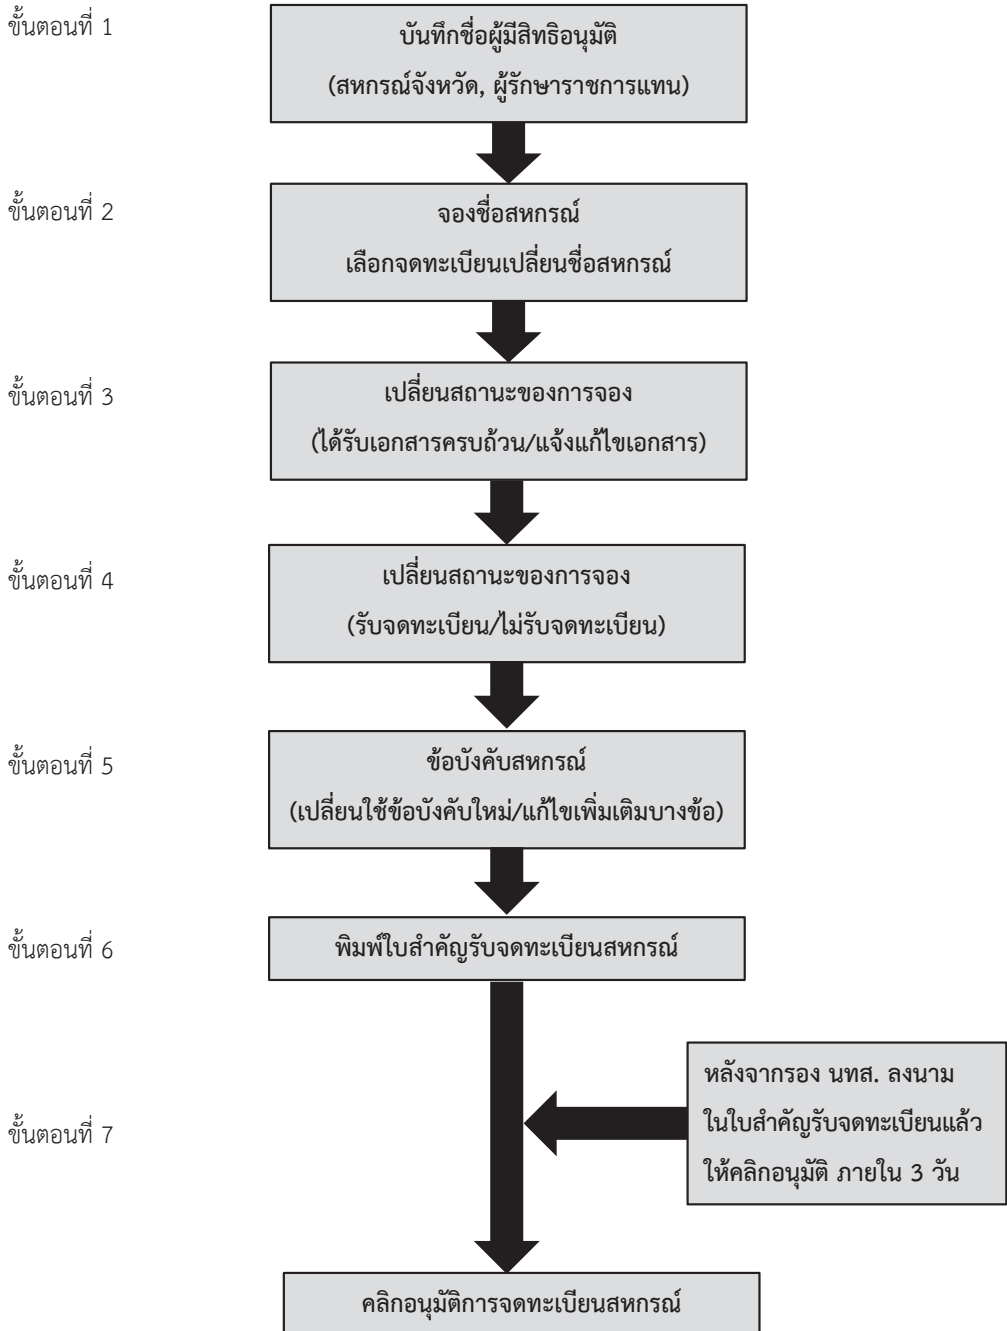 ขั้นตอนที่ 1
บันทึกชื่อผู้มีสิทธิอนุมัติ
(สหกรณ์จังหวัด, ผู้รักษาราชการแทน)
ขั้นตอนที่ 2
จองชื่อสหกรณ์
เลือกจดทะเบียนเปลี่ยนชื่อสหกรณ์
ขั้นตอนที่ 3
เปลี่ยนสถานะของการจอง
(ได้รับเอกสารครบถ้วน/แจ้งแก้ไขเอกสาร)
ขั้นตอนที่ 4
เปลี่ยนสถานะของการจอง
(รับจดทะเบียน/ไม่รับจดทะเบียน)
ขั้นตอนที่ 5
ข้อบังคับสหกรณ์
(เปลี่ยนใช้ข้อบังคับใหม่/แก้ไขเพิ่มเติมบางข้อ)
ขั้นตอนที่ 6
พิมพ์ใบสำคัญรับจดทะเบียนสหกรณ์
ขั้นตอนที่ 7
หลังจากรอง นทส. ลงนาม
ในใบสำคัญรับจดทะเบียนแล้ว
ให้คลิกอนุมัติ ภายใน 3 วัน
คลิกอนุมัติการจดทะเบียนสหกรณ์